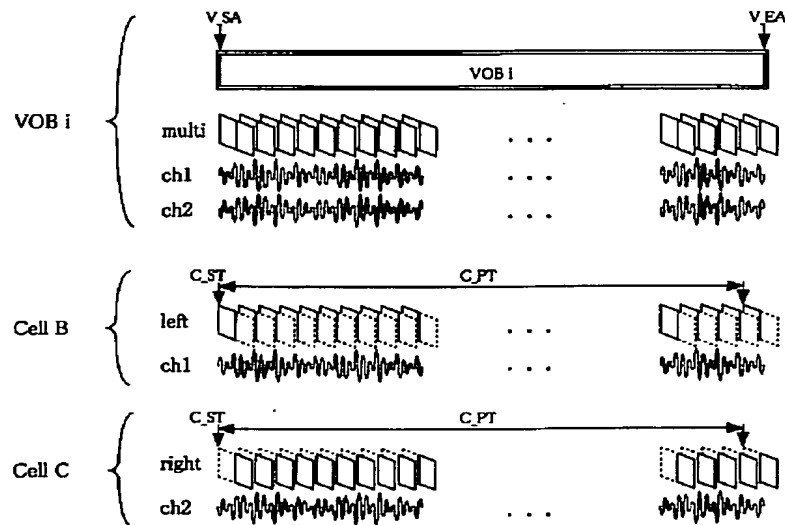 V_SA V_EA
VOB i
VOB i
multi
. . .
ch1
. . .
ch2
. . .
C_ST C_PT
Cell B
left
. . .
ch1
. . .
C_ST C_PT
Cell C
right
. . .
ch2
. . .